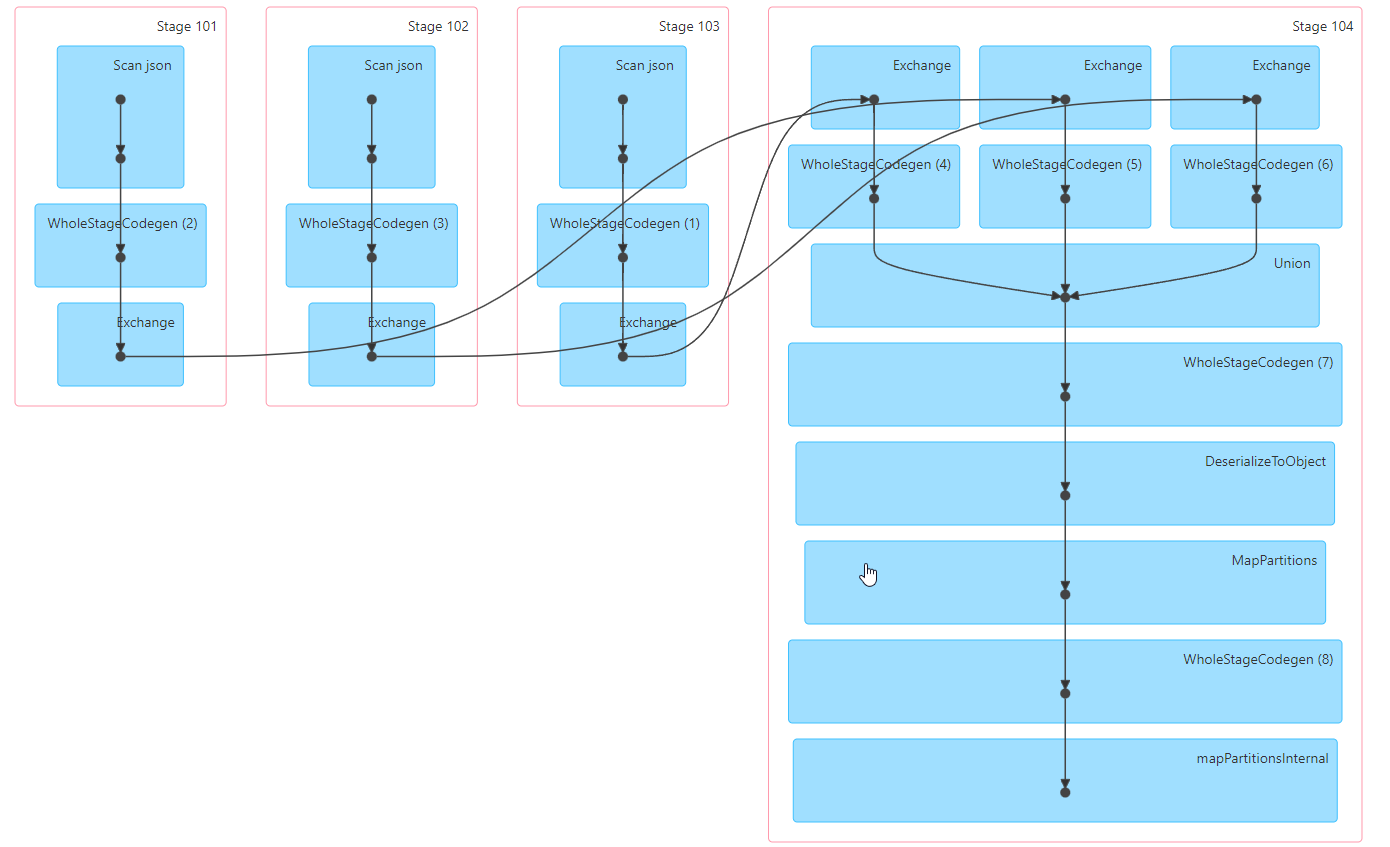 Stage 101
Scan json
WholeStageCodegen (2)
Exchange
Stage 102
Scan json
WholeStageCodegen (3)
Exchange
Stage 103
Scan json
WholeStageCodegen (1)
Exchange
Stage 104
Exchange
Exchange
Exchange
WholeStageCodegen (4)
WholeStageCodegen (5)
WholeStageCodegen (6)
Union
WholeStageCodegen (7)
DeserializeToObject
MapPartitions
WholeStageCodegen (8)
mapPartitionsInternal